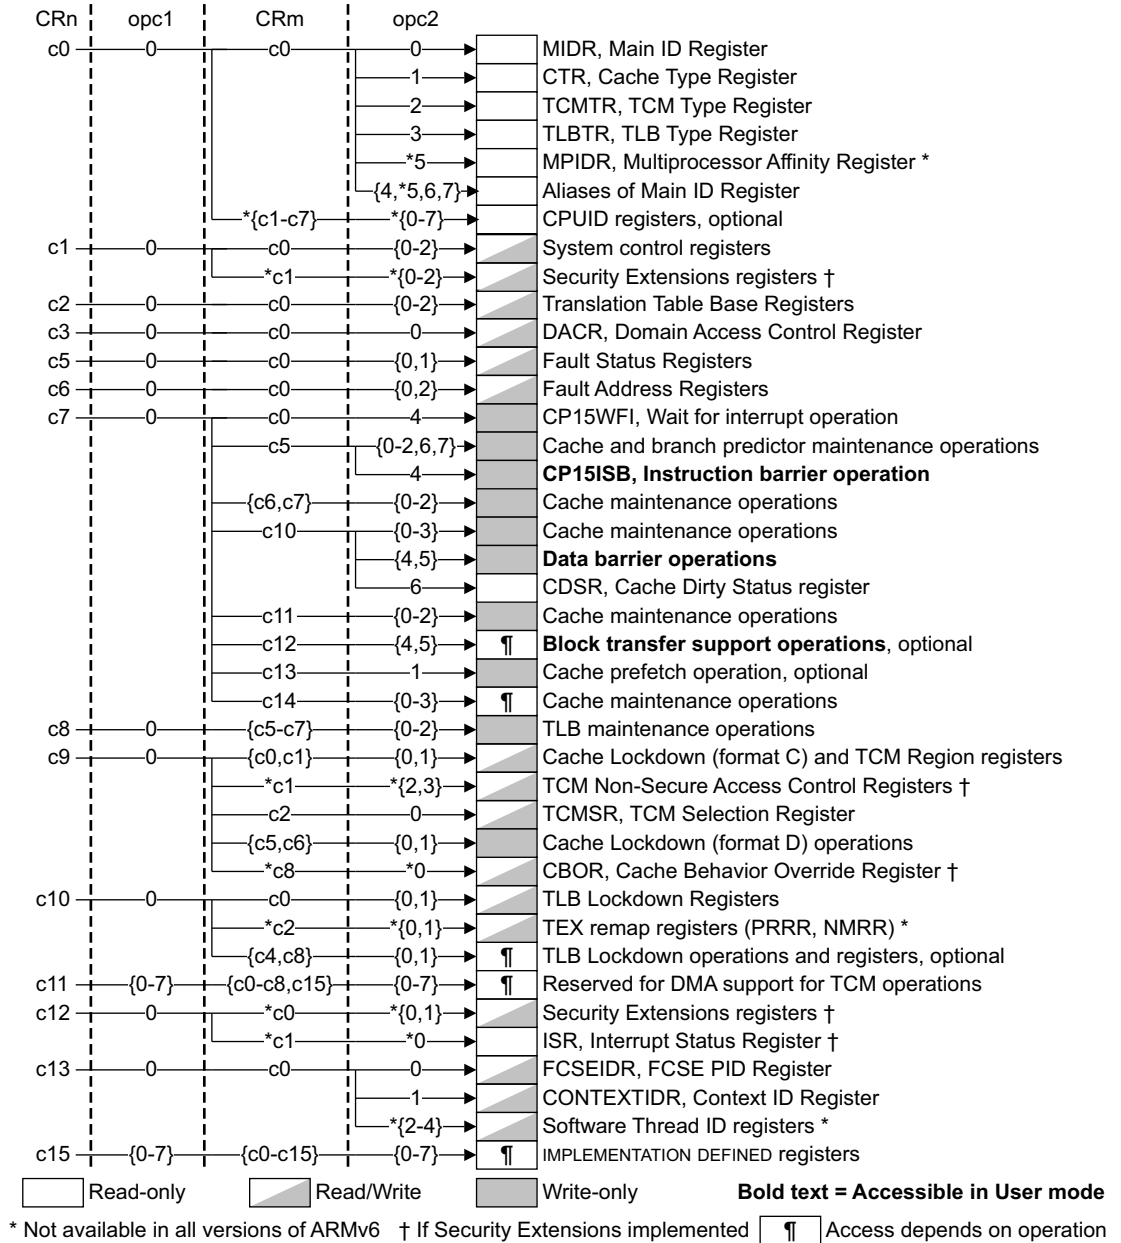 CRn opc1 CRm opc2
c0 0 c0 0 MIDR, Main ID Register
1 CTR, Cache Type Register
2 TCMTR, TCM Type Register
3 TLBTR, TLB Type Register
*5 MPIDR, Multiprocessor Affinity Register *
{4,*5,6,7} Aliases of Main ID Register
*{c1-c7} *{0-7} CPUID registers, optional
c1 0 c0 {0-2} System control registers
*c1 *{0-2} Security Extensions registers †
c2 0 c0 {0-2} Translation Table Base Registers
c3 0 c0 0 DACR, Domain Access Control Register
c5 0 c0 {0,1} Fault Status Registers
c6 0 c0 {0,2} Fault Address Registers
c7 0 c0 4 CP15WFI, Wait for interrupt operation
c5 {0-2,6,7} Cache and branch predictor maintenance operations
4 CP15ISB, Instruction barrier operation
{c6,c7} {0-2} Cache maintenance operations
c10 {0-3} Cache maintenance operations
{4,5} Data barrier operations
6 CDSR, Cache Dirty Status register
c11 {0-2} Cache maintenance operations
c12 {4,5} ¶ Block transfer support operations, optional
c13 1 Cache prefetch operation, optional
c14 {0-3} ¶ Cache maintenance operations
c8 0 {c5-c7} {0-2} TLB maintenance operations
c9 0 {c0,c1} {0,1} Cache Lockdown (format C) and TCM Region registers
*c1 *{2,3} TCM Non-Secure Access Control Registers †
c2 0 TCMSR, TCM Selection Register
{c5,c6} {0,1} Cache Lockdown (format D) operations
*c8 *0 CBOR, Cache Behavior Override Register †
c10 0 c0 {0,1} TLB Lockdown Registers
*c2 *{0,1} TEX remap registers (PRRR, NMRR) *
{c4,c8} {0,1} ¶ TLB Lockdown operations and registers, optional
c11 {0-7} {c0-c8,c15} {0-7} ¶ Reserved for DMA support for TCM operations
c12 0 *c0 *{0,1} Security Extensions registers †
*c1 *0 ISR, Interrupt Status Register †
c13 0 c0 0 FCSEIDR, FCSE PID Register
1 CONTEXTIDR, Context ID Register
*{2-4} Software Thread ID registers *
c15 {0-7} {c0-c15} {0-7} ¶ IMPLEMENTATION DEFINED registers
Read-only Read/Write Write-only Bold text = Accessible in User mode
* Not available in all versions of ARMv6 † If Security Extensions implemented ¶ Access depends on operation